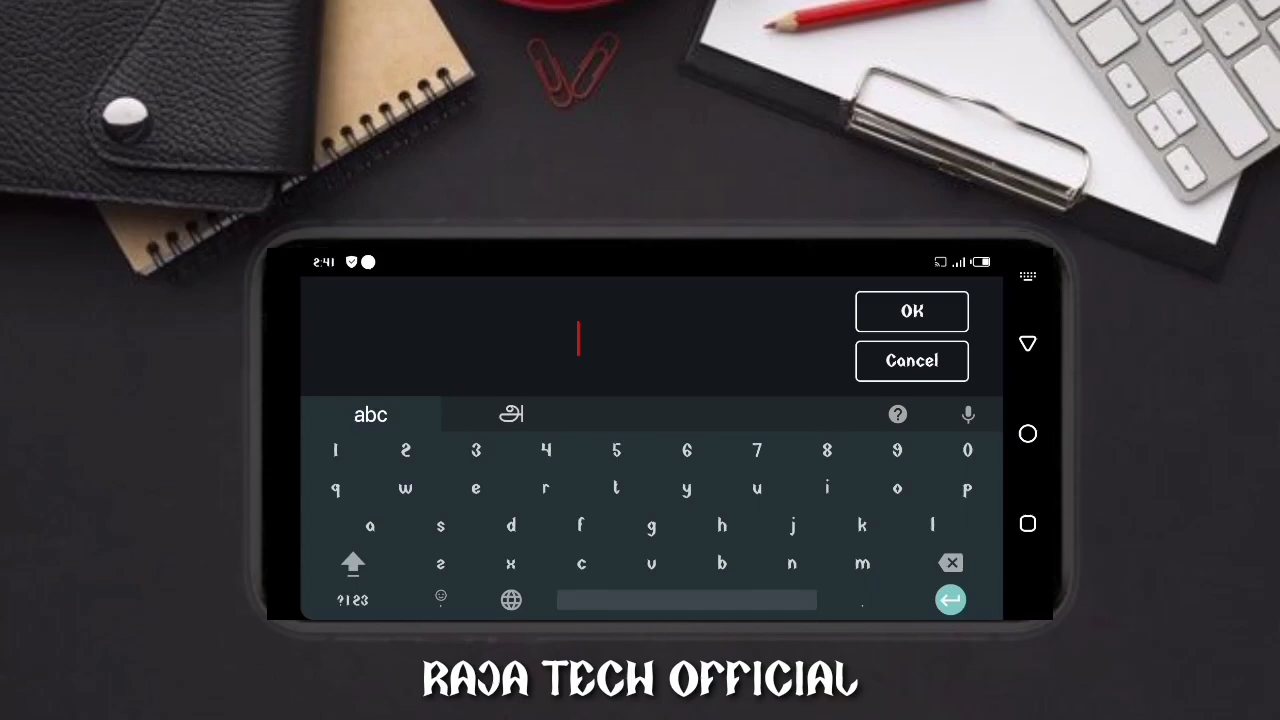 2:41
OK
Cancel
abc அ
1 2 3 4 5 6 7 8 9 0
q w e r t y u i o p
a s d f g h j k l
z x c v b n m
?123 .
RAJA TECH OFFICIAL